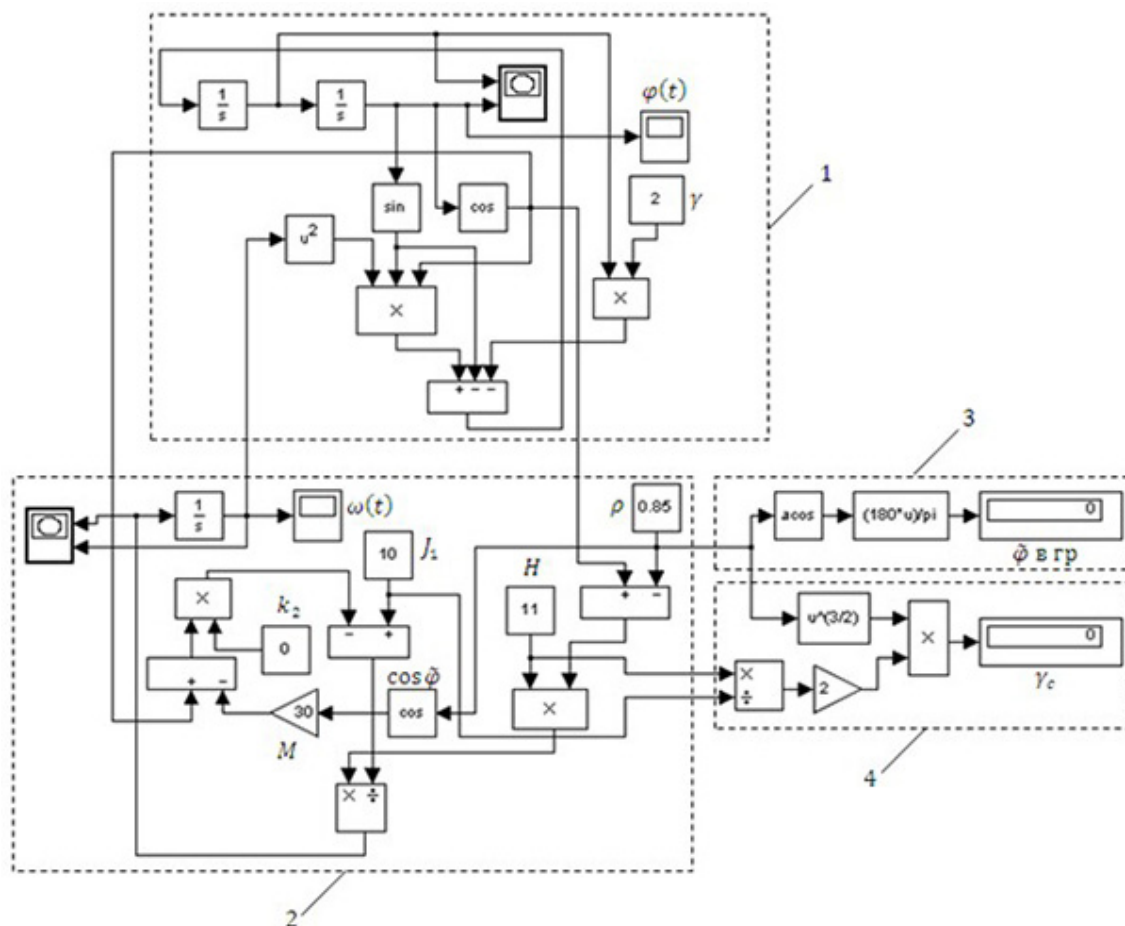 φ(t)
1/s
1/s
1
2 γ
sin
cos
u²
×
×
+ − −
3
1/s
ω(t)
ρ 0.85
acos
(180*u)/pi
0
φ̃ в гр
10 J₁
H
11
+ −
×
k₂
0
− +
u^(3/2)
×
0
γc
+ −
30
M
cos φ̃
cos
×
×
÷
2
× ÷
4
2